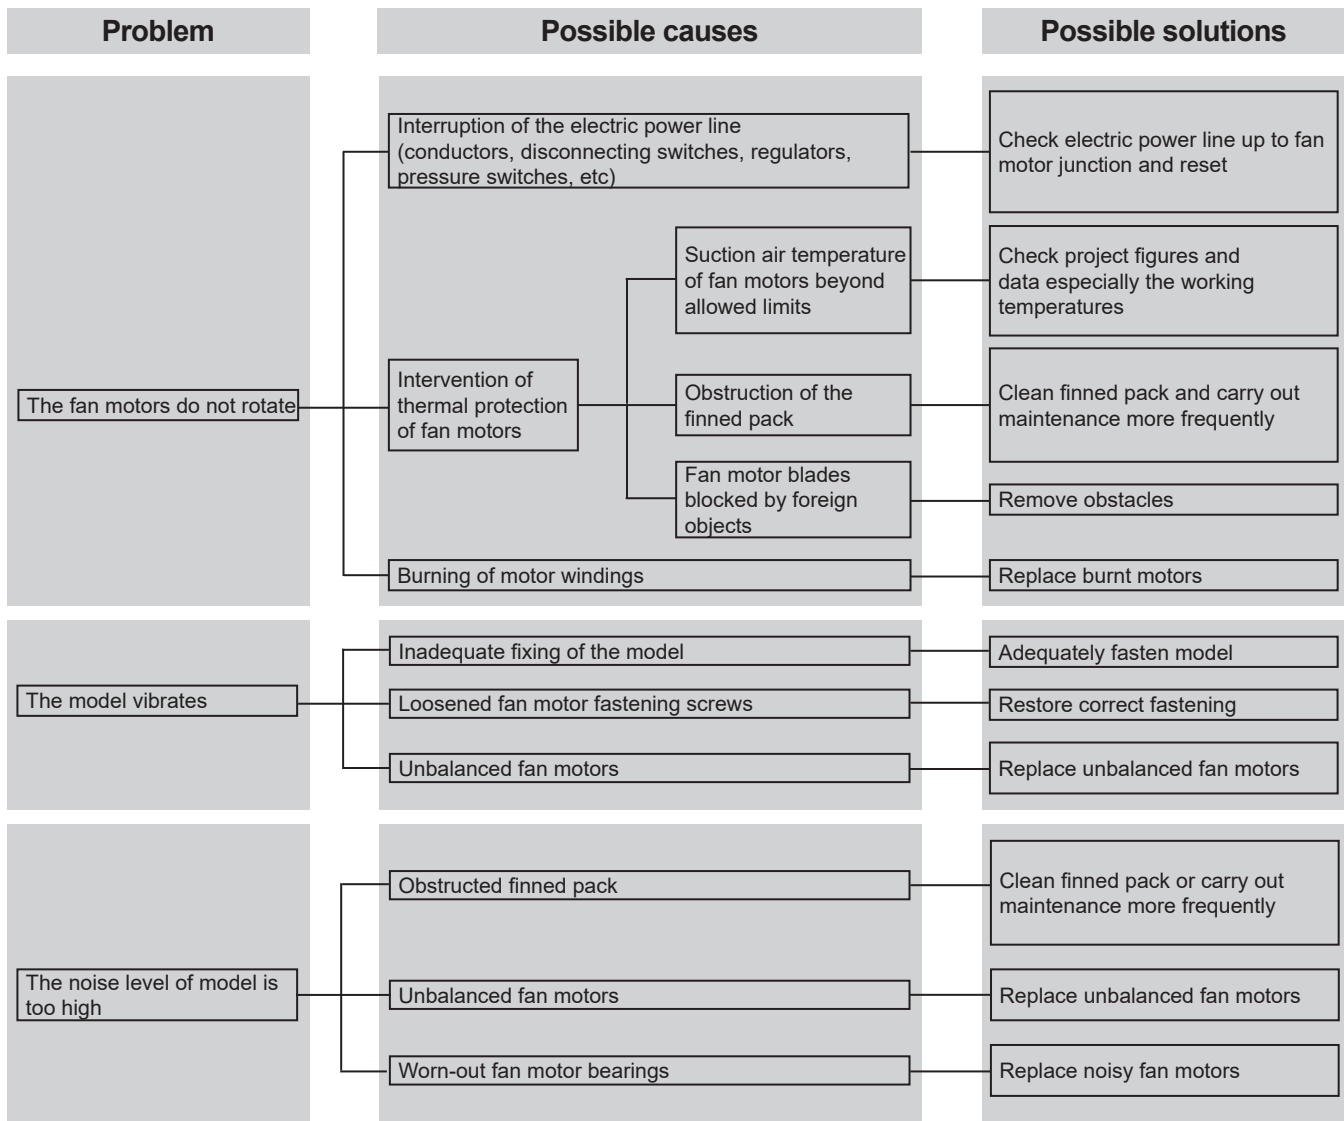 Problem
Possible causes
Possible solutions
The fan motors do not rotate
Interruption of the electric power line
(conductors, disconnecting switches, regulators,
pressure switches, etc)
Check electric power line up to fan
motor junction and reset
Intervention of
thermal protection
of fan motors
Suction air temperature
of fan motors beyond
allowed limits
Check project figures and
data especially the working
temperatures
Obstruction of the
finned pack
Clean finned pack and carry out
maintenance more frequently
Fan motor blades
blocked by foreign
objects
Remove obstacles
Burning of motor windings
Replace burnt motors
The model vibrates
Inadequate fixing of the model
Adequately fasten model
Loosened fan motor fastening screws
Restore correct fastening
Unbalanced fan motors
Replace unbalanced fan motors
The noise level of model is
too high
Obstructed finned pack
Clean finned pack or carry out
maintenance more frequently
Unbalanced fan motors
Replace unbalanced fan motors
Worn-out fan motor bearings
Replace noisy fan motors